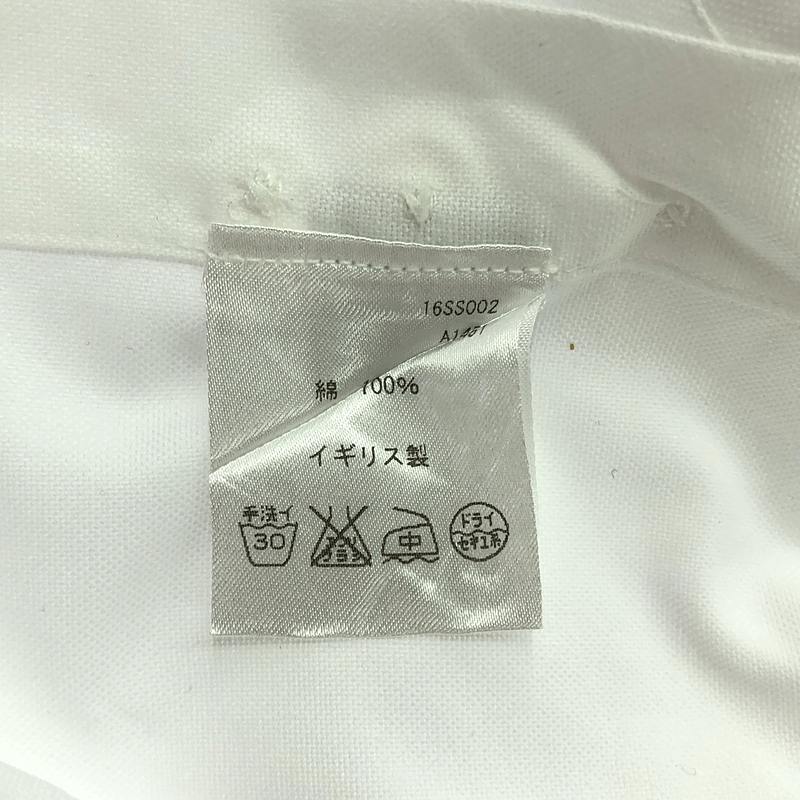 16SS002
綿 100%
イギリス製
手洗イ
30
中
ドライ
セキユ系